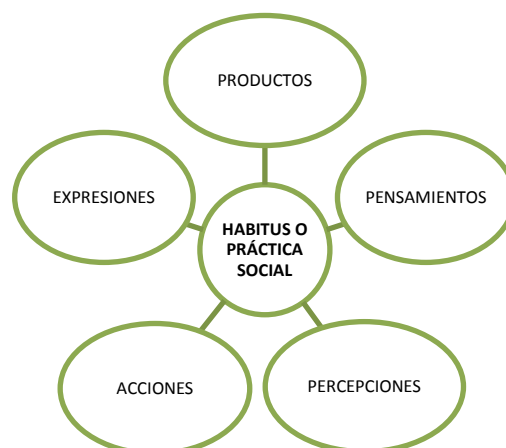 PRODUCTOS
EXPRESIONES
PENSAMIENTOS
HABITUS O
PRÁCTICA
SOCIAL
ACCIONES
PERCEPCIONES